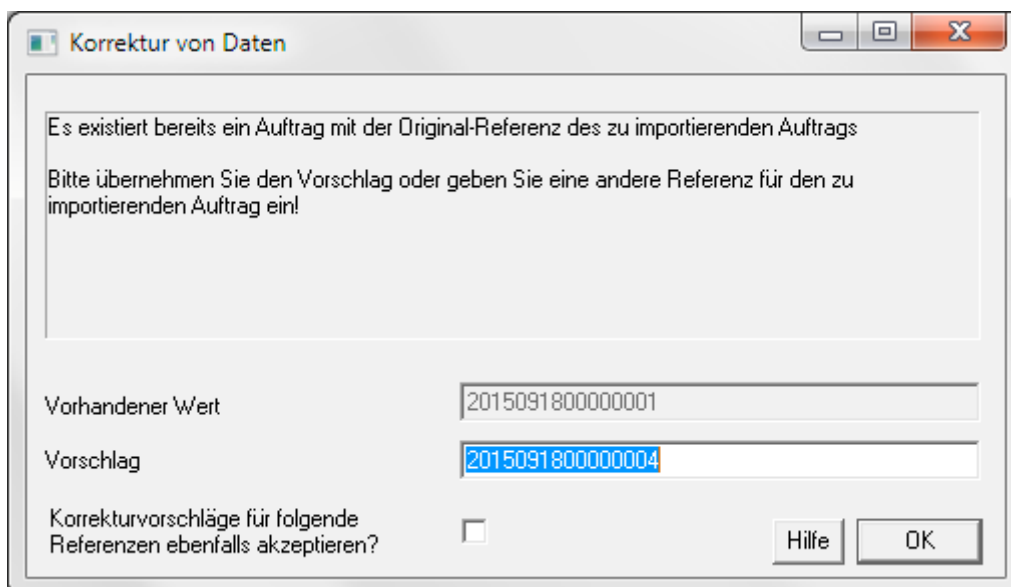 Korrektur von Daten
Es existiert bereits ein Auftrag mit der Original-Referenz des zu importierenden Auftrags
Bitte übernehmen Sie den Vorschlag oder geben Sie eine andere Referenz für den zu
importierenden Auftrag ein!
Vorhandener Wert 2015091800000001
Vorschlag 2015091800000004
Korrekturvorschläge für folgende
Referenzen ebenfalls akzeptieren?
Hilfe OK